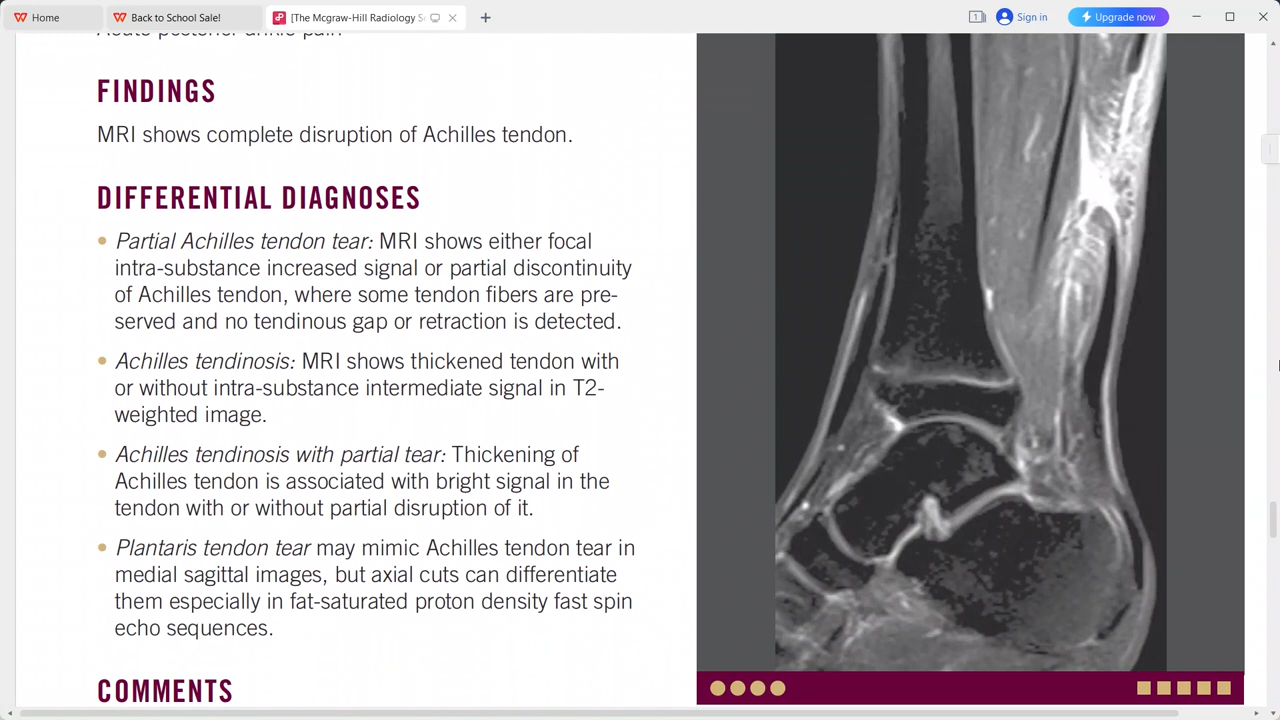 Home
Back to School Sale!
[The Mcgraw-Hill Radiology S
1
Sign in
Upgrade now
Acute posterior ankle pain
FINDINGS
MRI shows complete disruption of Achilles tendon.
DIFFERENTIAL DIAGNOSES
• Partial Achilles tendon tear: MRI shows either focal
intra-substance increased signal or partial discontinuity
of Achilles tendon, where some tendon fibers are pre-
served and no tendinous gap or retraction is detected.
• Achilles tendinosis: MRI shows thickened tendon with
or without intra-substance intermediate signal in T2-
weighted image.
• Achilles tendinosis with partial tear: Thickening of
Achilles tendon is associated with bright signal in the
tendon with or without partial disruption of it.
• Plantaris tendon tear may mimic Achilles tendon tear in
medial sagittal images, but axial cuts can differentiate
them especially in fat-saturated proton density fast spin
echo sequences.
COMMENTS